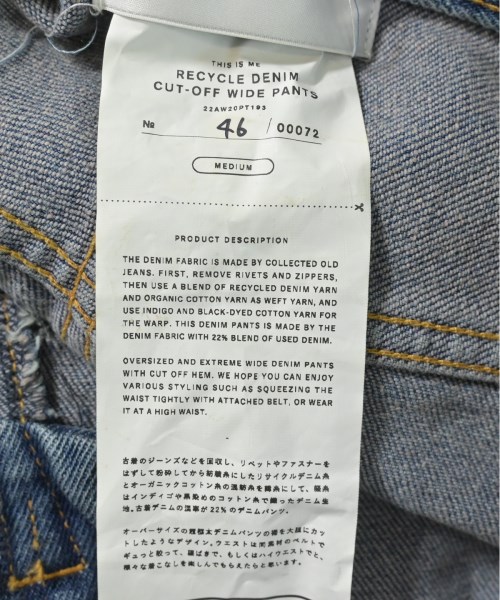 THIS IS ME
RECYCLE DENIM
CUT-OFF WIDE PANTS
22AW20PT193
№ 46 / 00072
MEDIUM
PRODUCT DESCRIPTION
THE DENIM FABRIC IS MADE BY COLLECTED OLD
JEANS. FIRST, REMOVE RIVETS AND ZIPPERS,
THEN USE A BLEND OF RECYCLED DENIM YARN
AND ORGANIC COTTON YARN AS WEFT YARN, AND
USE INDIGO AND BLACK-DYED COTTON YARN FOR
THE WARP. THIS DENIM PANTS IS MADE BY THE
DENIM FABRIC WITH 22% BLEND OF USED DENIM.
OVERSIZED AND EXTREME WIDE DENIM PANTS
WITH CUT OFF HEM. WE HOPE YOU CAN ENJOY
VARIOUS STYLING SUCH AS SQUEEZING THE
WAIST TIGHTLY WITH ATTACHED BELT, OR WEAR
IT AT A HIGH WAIST.
古着のジーンズなどを回収し、リベットやファスナーを
はずして粉砕してから紡績糸にしたリサイクルデニム糸
とオーガニックコットン糸の混紡糸を緯糸にして、経糸
はインディゴや黒染めのコットン糸で織ったデニム生
地。古着デニムの混率が22%のデニムパンツ。
オーバーサイズの超極太デニムパンツの裾を大胆にカッ
トしたようなデザイン。ウエストは共素材のベルトで
ギュっと絞って、腰ばきで、もしくはハイウエストでと、
様々な着こなしを楽しんでもらえたらと思います。